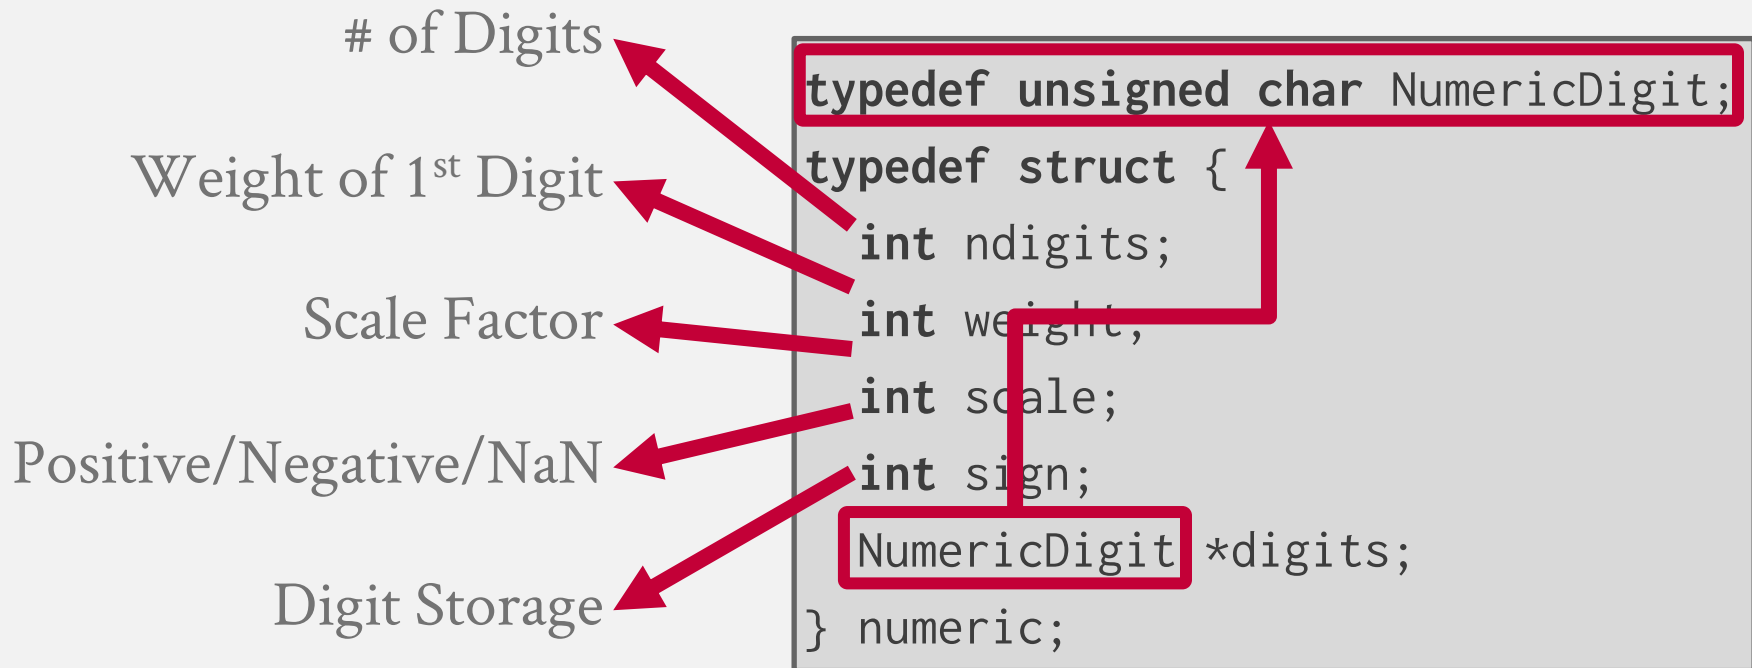 # of Digits
Weight of 1st Digit
Scale Factor
Positive/Negative/NaN
Digit Storage
typedef unsigned char NumericDigit;
typedef struct {
int ndigits;
int weight;
int scale;
int sign;
NumericDigit *digits;
} numeric;